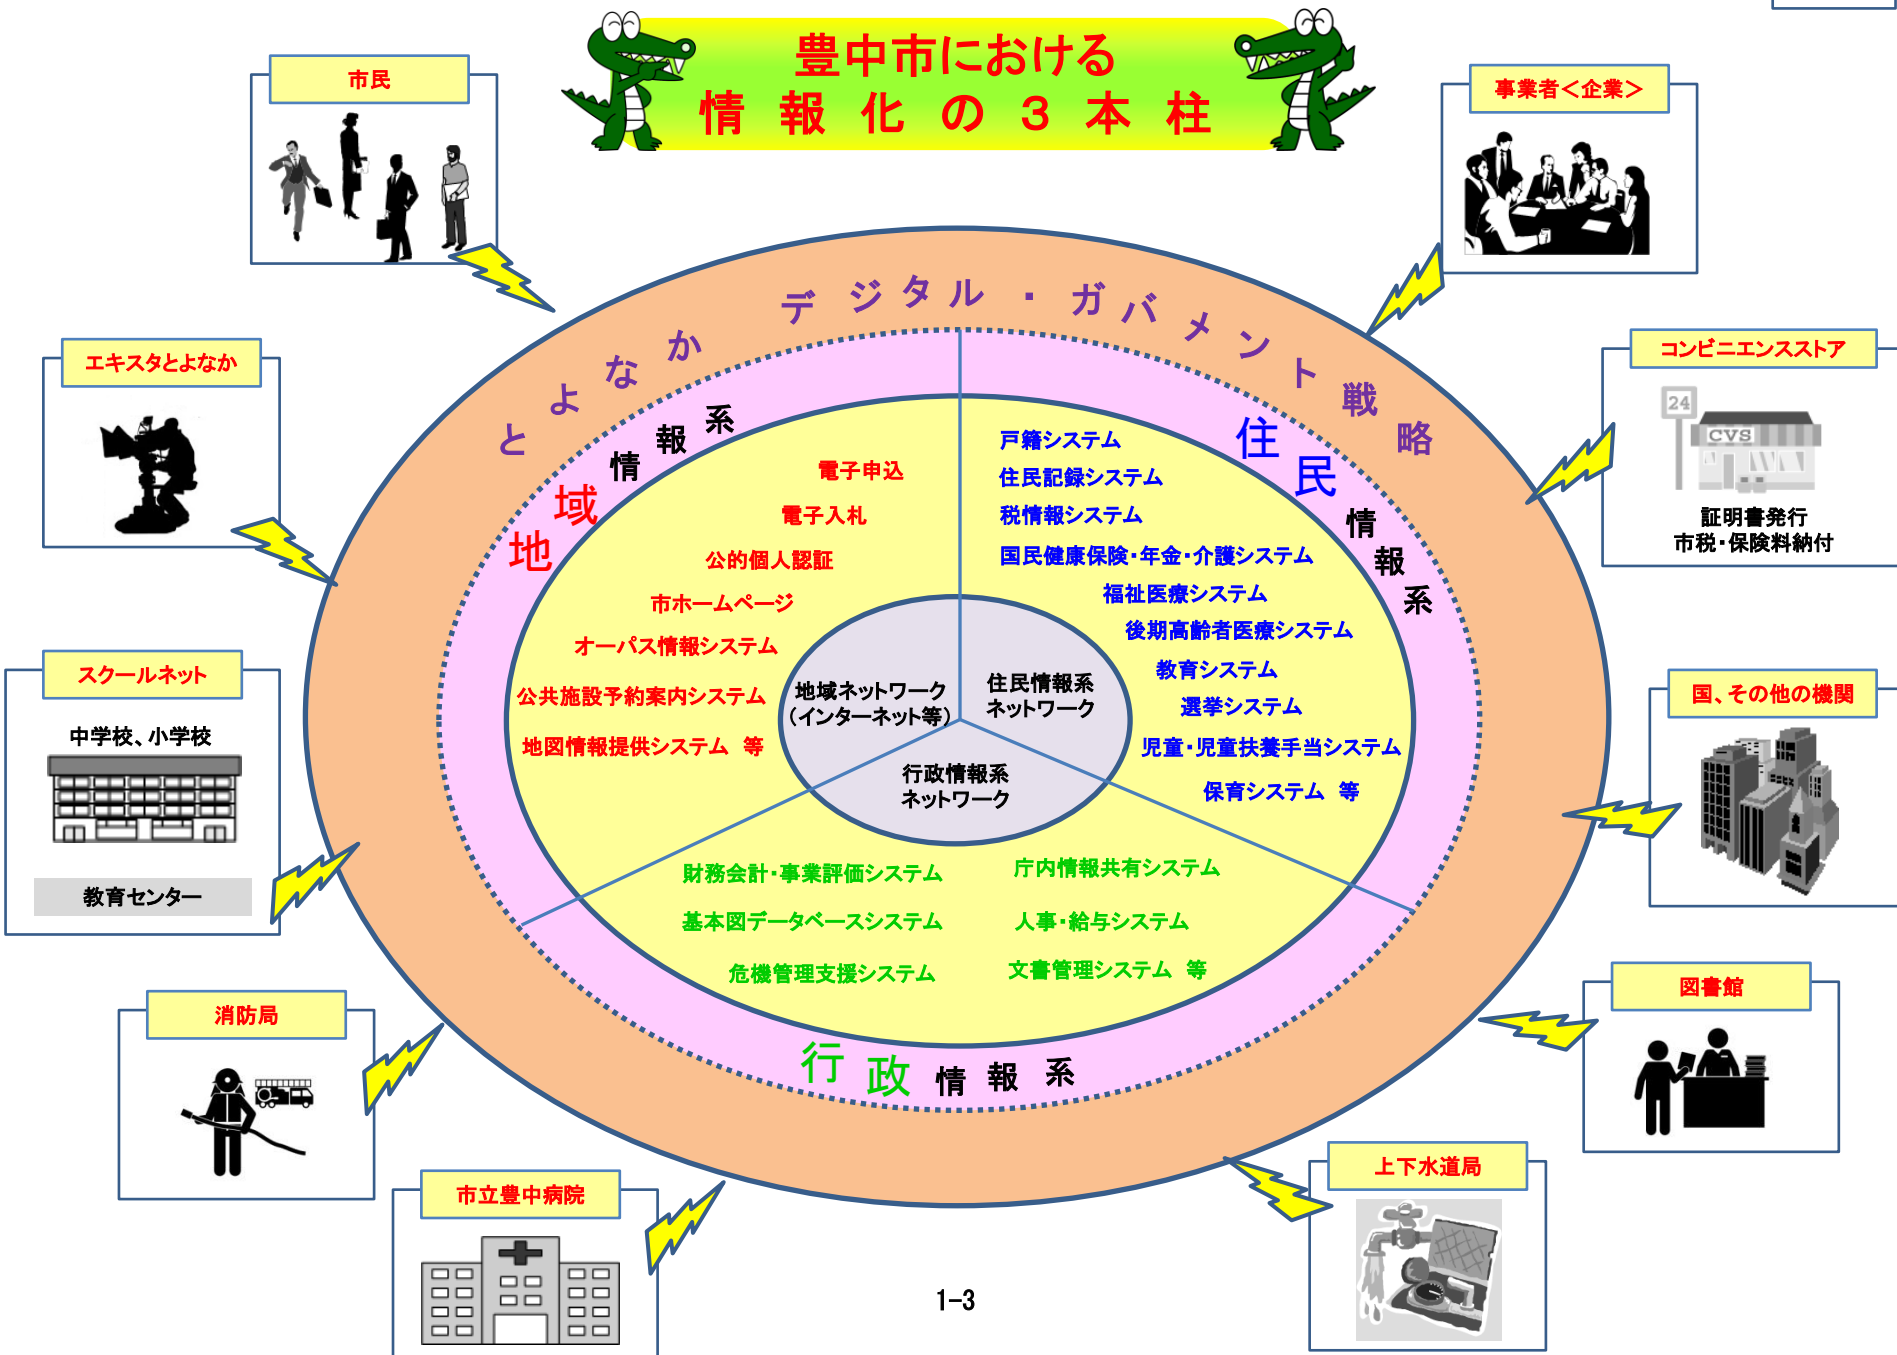 豊中市における
情報化の３本柱
市民
事業者＜企業＞
エキスタとよなか
コンビニエンスストア
24
CVS
証明書発行
市税・保険料納付
スクールネット
中学校、小学校
教育センター
国、その他の機関
消防局
図書館
市立豊中病院
上下水道局
とよなか デジタル・ガバメント戦略
地域情報系
電子申込
電子入札
公的個人認証
市ホームページ
オーパス情報システム
公共施設予約案内システム
地図情報提供システム 等
住民情報系
戸籍システム
住民記録システム
税情報システム
国民健康保険・年金・介護システム
福祉医療システム
後期高齢者医療システム
教育システム
選挙システム
児童・児童扶養手当システム
保育システム 等
地域ネットワーク
（インターネット等）
住民情報系
ネットワーク
行政情報系
ネットワーク
財務会計・事業評価システム
基本図データベースシステム
危機管理支援システム
庁内情報共有システム
人事・給与システム
文書管理システム 等
行政情報系
1-3